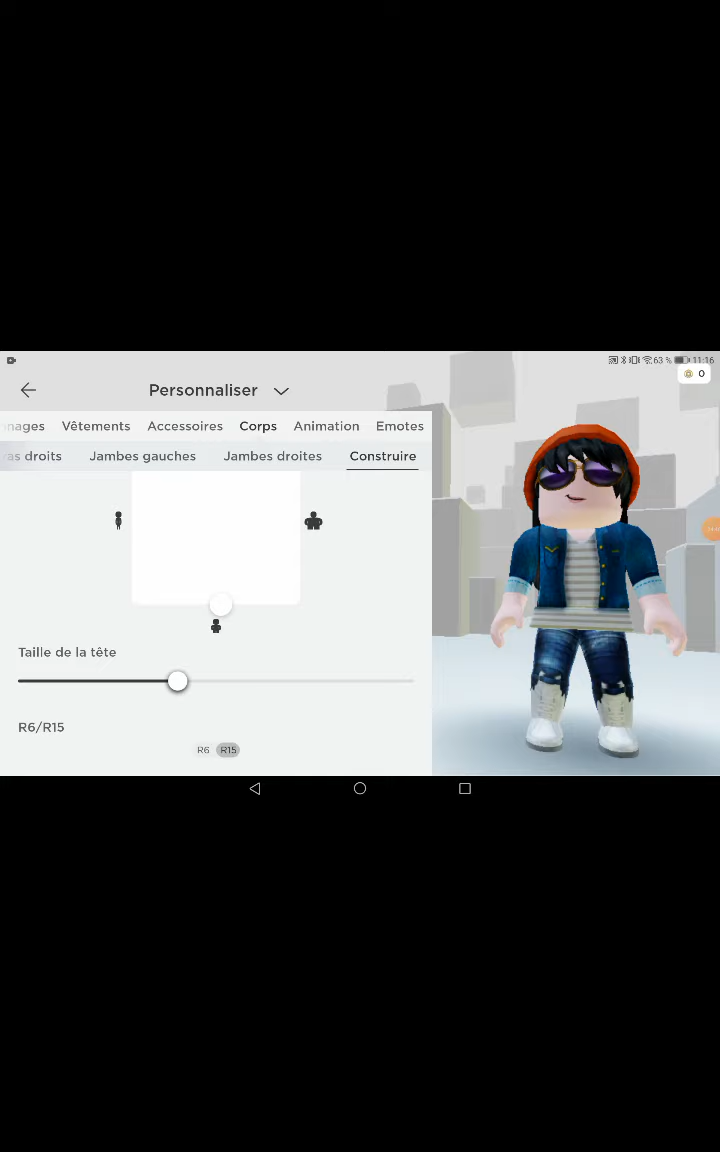 63 % 11:16
Personnaliser
0
nages Vêtements Accessoires Corps Animation Emotes
as droits Jambes gauches Jambes droites Construire
Taille de la tête
R6/R15
R6 R15